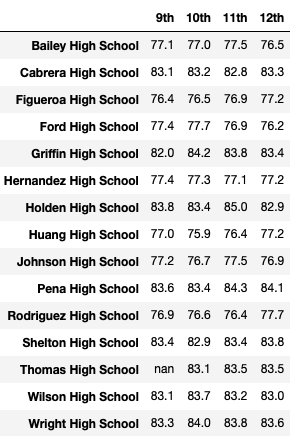 9th 10th 11th 12th
Bailey High School 77.1 77.0 77.5 76.5
Cabrera High School 83.1 83.2 82.8 83.3
Figueroa High School 76.4 76.5 76.9 77.2
Ford High School 77.4 77.7 76.9 76.2
Griffin High School 82.0 84.2 83.8 83.4
Hernandez High School 77.4 77.3 77.1 77.2
Holden High School 83.8 83.4 85.0 82.9
Huang High School 77.0 75.9 76.4 77.2
Johnson High School 77.2 76.7 77.5 76.9
Pena High School 83.6 83.4 84.3 84.1
Rodriguez High School 76.9 76.6 76.4 77.7
Shelton High School 83.4 82.9 83.4 83.8
Thomas High School nan 83.1 83.5 83.5
Wilson High School 83.1 83.7 83.2 83.0
Wright High School 83.3 84.0 83.8 83.6